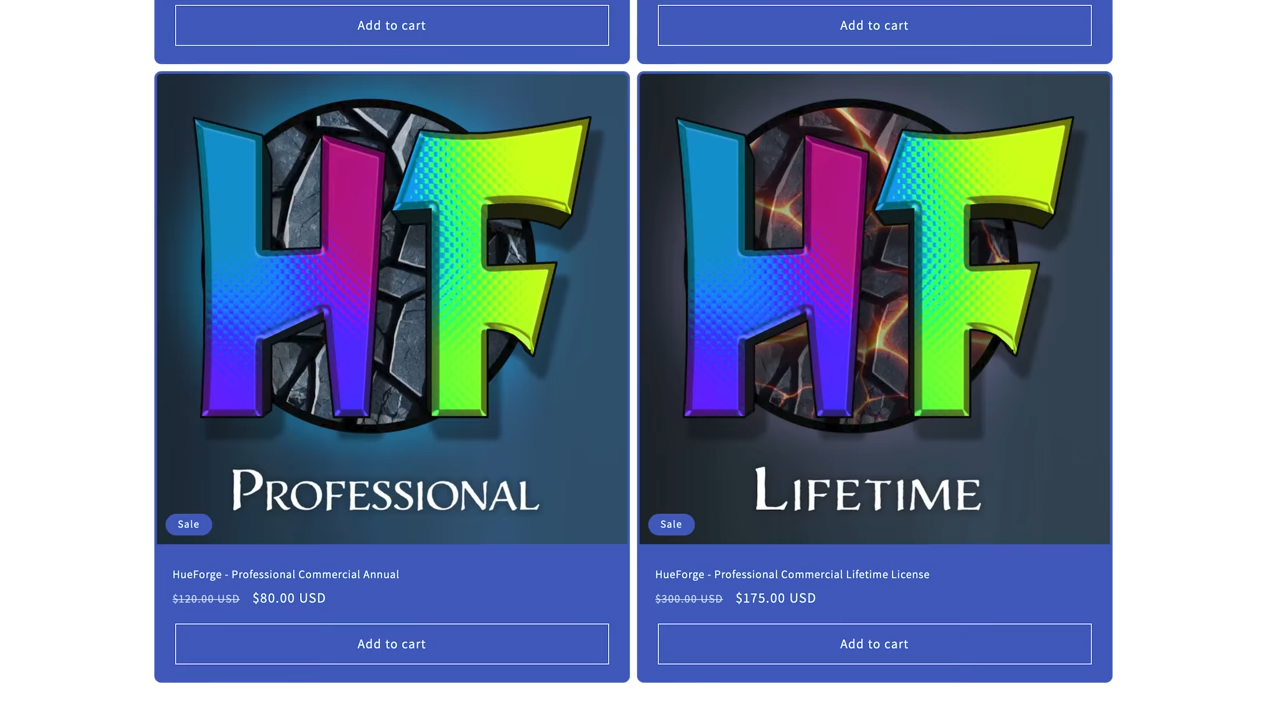 Add to cart
Add to cart
HF
PROFESSIONAL
Sale
HueForge - Professional Commercial Annual
$120.00 USD $80.00 USD
Add to cart
HF
LIFETIME
Sale
HueForge - Professional Commercial Lifetime License
$300.00 USD $175.00 USD
Add to cart